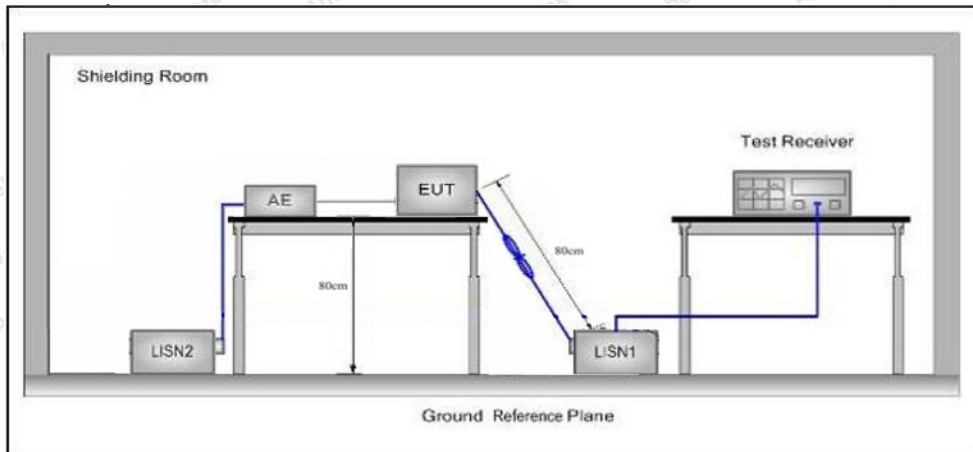 Shielding Room
Test Receiver
EUT
AE
80cm
80cm
LISN2
LISN1
Ground Reference Plane